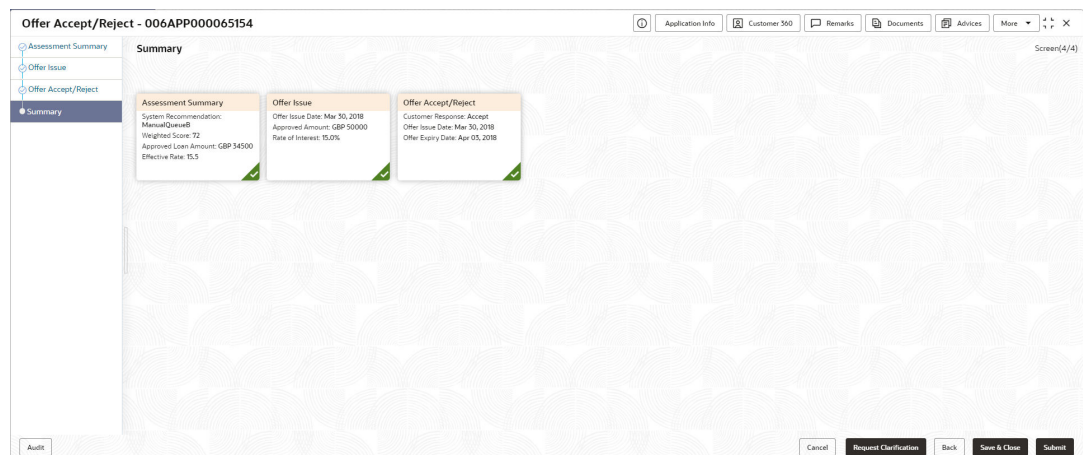 Offer Accept/Reject - 006APP000065154
Application Info
Customer 360
Remarks
Documents
Advices
More
Assessment Summary
Offer Issue
Offer Accept/Reject
Summary
Summary
Screen(4/4)
Assessment Summary
System Recommendation:
ManualQueueB
Weighted Score: 72
Approved Loan Amount: GBP 34500
Effective Rate: 15.5
Offer Issue
Offer Issue Date: Mar 30, 2018
Approved Amount: GBP 50000
Rate of Interest: 15.0%
Offer Accept/Reject
Customer Response: Accept
Offer Issue Date: Mar 30, 2018
Offer Expiry Date: Apr 03, 2018
Audit
Cancel
Request Clarification
Back
Save & Close
Submit